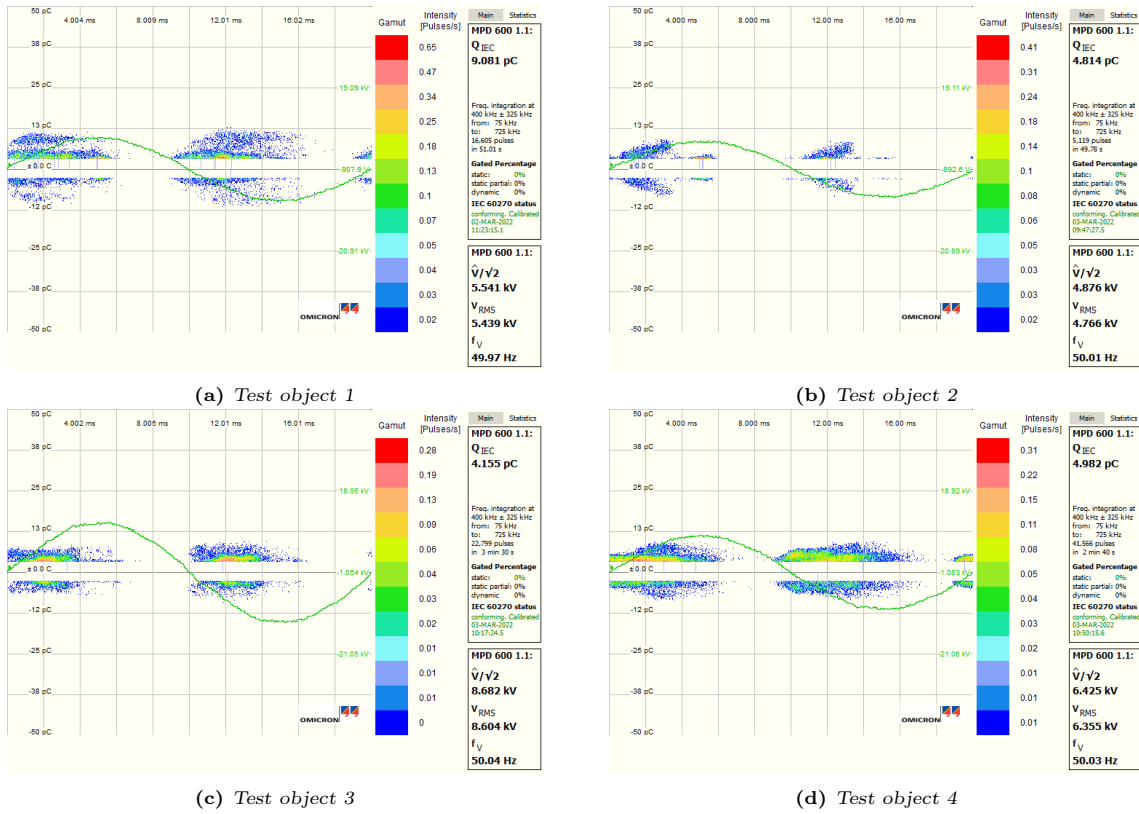 50 pC 4.004 ms 8.009 ms 16.02 ms
38 pC
25 pC 19.09 kV
13 pC
± 0.0 C -907.9 V
-12 pC
-25 pC -20.91 kV
-38 pC
-50 pC
OMICRON
Gamut
Intensity
[Pulses/s]
0.65
0.47
0.34
0.25
0.18
0.13
0.1
0.07
0.05
0.04
0.03
0.02
Main Statistics
MPD 600 1.1:
Q IEC
9.081 pC
Freq. integration at
400 kHz ± 325 kHz
from: 75 kHz
to: 725 kHz
16,605 pulses
in 51.01 s
Gated Percentage
static: 0%
static partial: 0%
dynamic 0%
IEC 60270 status
conforming. Calibrated
02-MAR-2022
11:23:15.1
MPD 600 1.1:
V̂/√2
5.541 kV
V RMS
5.439 kV
f V
49.97 Hz
(a) Test object 1
50 pC 4.000 ms 12.00 ms 16.00 ms
38 pC
25 pC 19.11 kV
13 pC
± 0.0 C -892.6 V
-12 pC
-25 pC -20.89 kV
-38 pC
-50 pC
OMICRON
Gamut
Intensity
[Pulses/s]
0.41
0.31
0.24
0.18
0.14
0.1
0.08
0.06
0.05
0.03
0.03
0.02
Main Statistics
MPD 600 1.1:
Q IEC
4.814 pC
Freq. integration at
400 kHz ± 325 kHz
from: 75 kHz
to: 725 kHz
5,119 pulses
in 49.78 s
Gated Percentage
static: 0%
static partial: 0%
dynamic 0%
IEC 60270 status
conforming. Calibrated
03-MAR-2022
09:47:27.5
MPD 600 1.1:
V̂/√2
4.876 kV
V RMS
4.766 kV
f V
50.01 Hz
(b) Test object 2
50 pC 4.002 ms 8.005 ms 12.01 ms 16.01 ms
38 pC
25 pC 18.95 kV
13 pC
± 0.0 C -1.054 kV
-12 pC
-25 pC -21.05 kV
-38 pC
-50 pC
OMICRON
Gamut
Intensity
[Pulses/s]
0.28
0.19
0.13
0.09
0.06
0.04
0.03
0.02
0.01
0.01
0.01
0
Main Statistics
MPD 600 1.1:
Q IEC
4.155 pC
Freq. integration at
400 kHz ± 325 kHz
from: 75 kHz
to: 725 kHz
22,799 pulses
in 3 min 30 s
Gated Percentage
static: 0%
static partial: 0%
dynamic 0%
IEC 60270 status
conforming. Calibrated
03-MAR-2022
10:17:24.5
MPD 600 1.1:
V̂/√2
8.682 kV
V RMS
8.604 kV
f V
50.04 Hz
(c) Test object 3
50 pC 4.000 ms 8.000 ms 12.00 ms 16.00 ms
38 pC
25 pC 18.92 kV
13 pC
± 0.0 C -1.083 kV
-12 pC
-25 pC -21.08 kV
-38 pC
-50 pC
OMICRON
Gamut
Intensity
[Pulses/s]
0.31
0.22
0.15
0.11
0.08
0.05
0.04
0.03
0.02
0.01
0.01
0.01
Main Statistics
MPD 600 1.1:
Q IEC
4.982 pC
Freq. integration at
400 kHz ± 325 kHz
from: 75 kHz
to: 725 kHz
41,566 pulses
in 2 min 40 s
Gated Percentage
static: 0%
static partial: 0%
dynamic 0%
IEC 60270 status
conforming. Calibrated
03-MAR-2022
10:50:15.6
MPD 600 1.1:
V̂/√2
6.425 kV
V RMS
6.355 kV
f V
50.03 Hz
(d) Test object 4